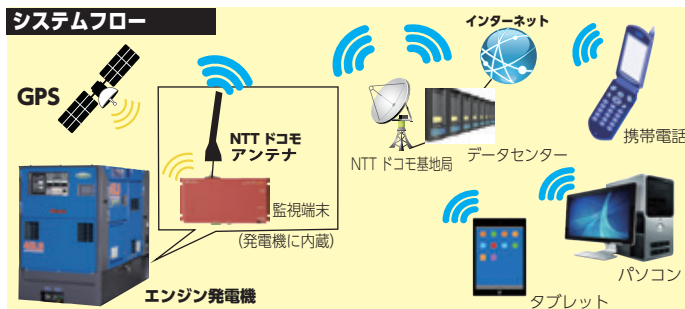 システムフロー
GPS
NTT ドコモ
アンテナ
監視端末
(発電機に内蔵)
エンジン発電機
インターネット
NTT ドコモ基地局
データセンター
携帯電話
タブレット
パソコン